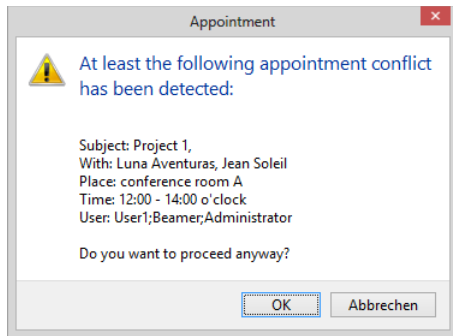 Appointment
At least the following appointment conflict
has been detected:
Subject: Project 1,
With: Luna Aventuras, Jean Soleil
Place: conference room A
Time: 12:00 - 14:00 o'clock
User: User1;Beamer;Administrator
Do you want to proceed anyway?
OK
Abbrechen